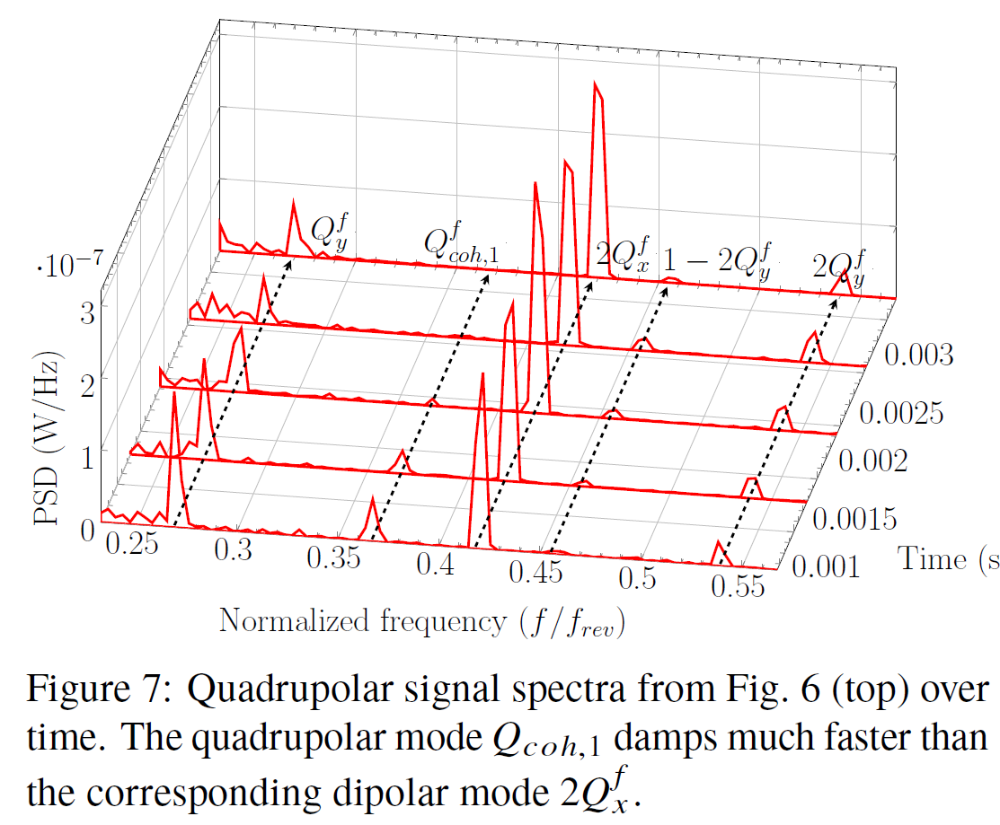 Q_y^f
Q_{coh,1}^f
2Q_x^f
1 − 2Q_y^f
2Q_y^f
·10^{−7}
3
2
1
0
PSD (W/Hz)
0.25
0.3
0.35
0.4
0.45
0.5
0.55
Normalized frequency (f/f_{rev})
0.003
0.0025
0.002
0.0015
0.001
Time (s
Figure 7: Quadrupolar signal spectra from Fig. 6 (top) over
time. The quadrupolar mode Q_{coh,1} damps much faster than
the corresponding dipolar mode 2Q_x^f.